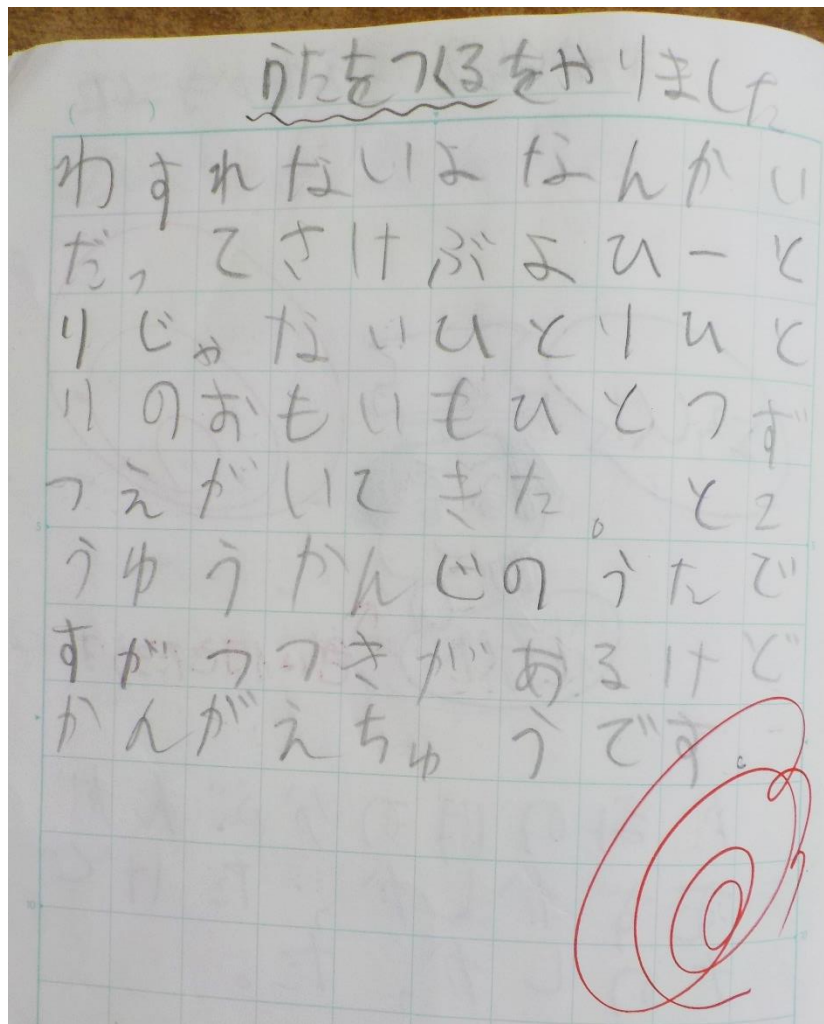 うたをつくるをやりました
わすれないよなんかい
だってさけぶよひーと
りじゃないひとりひと
りのおもいもひとつず
つえがいてきた。とこ
うゆうかんじのうたで
すがつつきがあるけど
かんがえちゅうです。